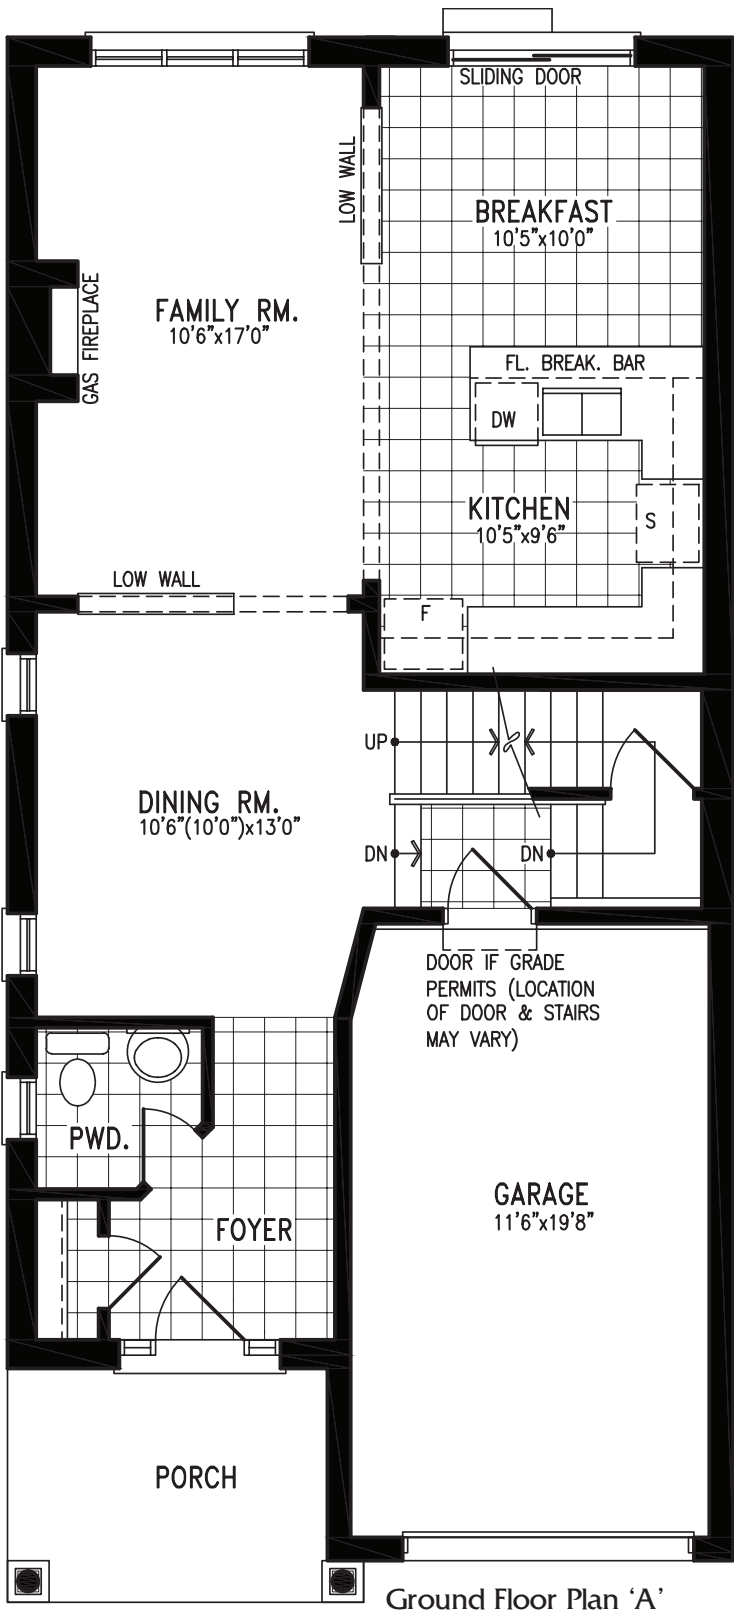 SLIDING DOOR
LOW WALL
BREAKFAST
10'5"x10'0"
FAMILY RM.
10'6"x17'0"
GAS FIREPLACE
FL. BREAK. BAR
DW
KITCHEN
10'5"x9'6"
S
LOW WALL
F
UP
DINING RM.
10'6"(10'0")x13'0"
DN
DN
DOOR IF GRADE
PERMITS (LOCATION
OF DOOR & STAIRS
MAY VARY)
PWD.
GARAGE
11'6"x19'8"
FOYER
PORCH
Ground Floor Plan ‘A’